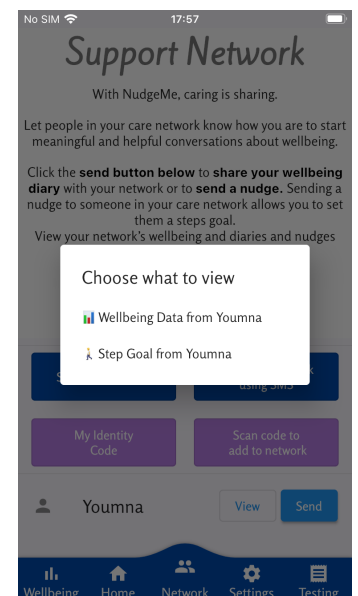 No SIM 17:57
Support Network
With NudgeMe, caring is sharing.
Let people in your care network know how you are to start
meaningful and helpful conversations about wellbeing.
Click the send button below to share your wellbeing
diary with your network or to send a nudge. Sending a
nudge to someone in your care network allows you to set
them a steps goal.
View your network's wellbeing and diaries and nudges
Choose what to view
Wellbeing Data from Youmna
Step Goal from Youmna
using SMS
My Identity
Code
Scan code to
add to network
Youmna
View
Send
Wellbeing Home Network Settings Testing